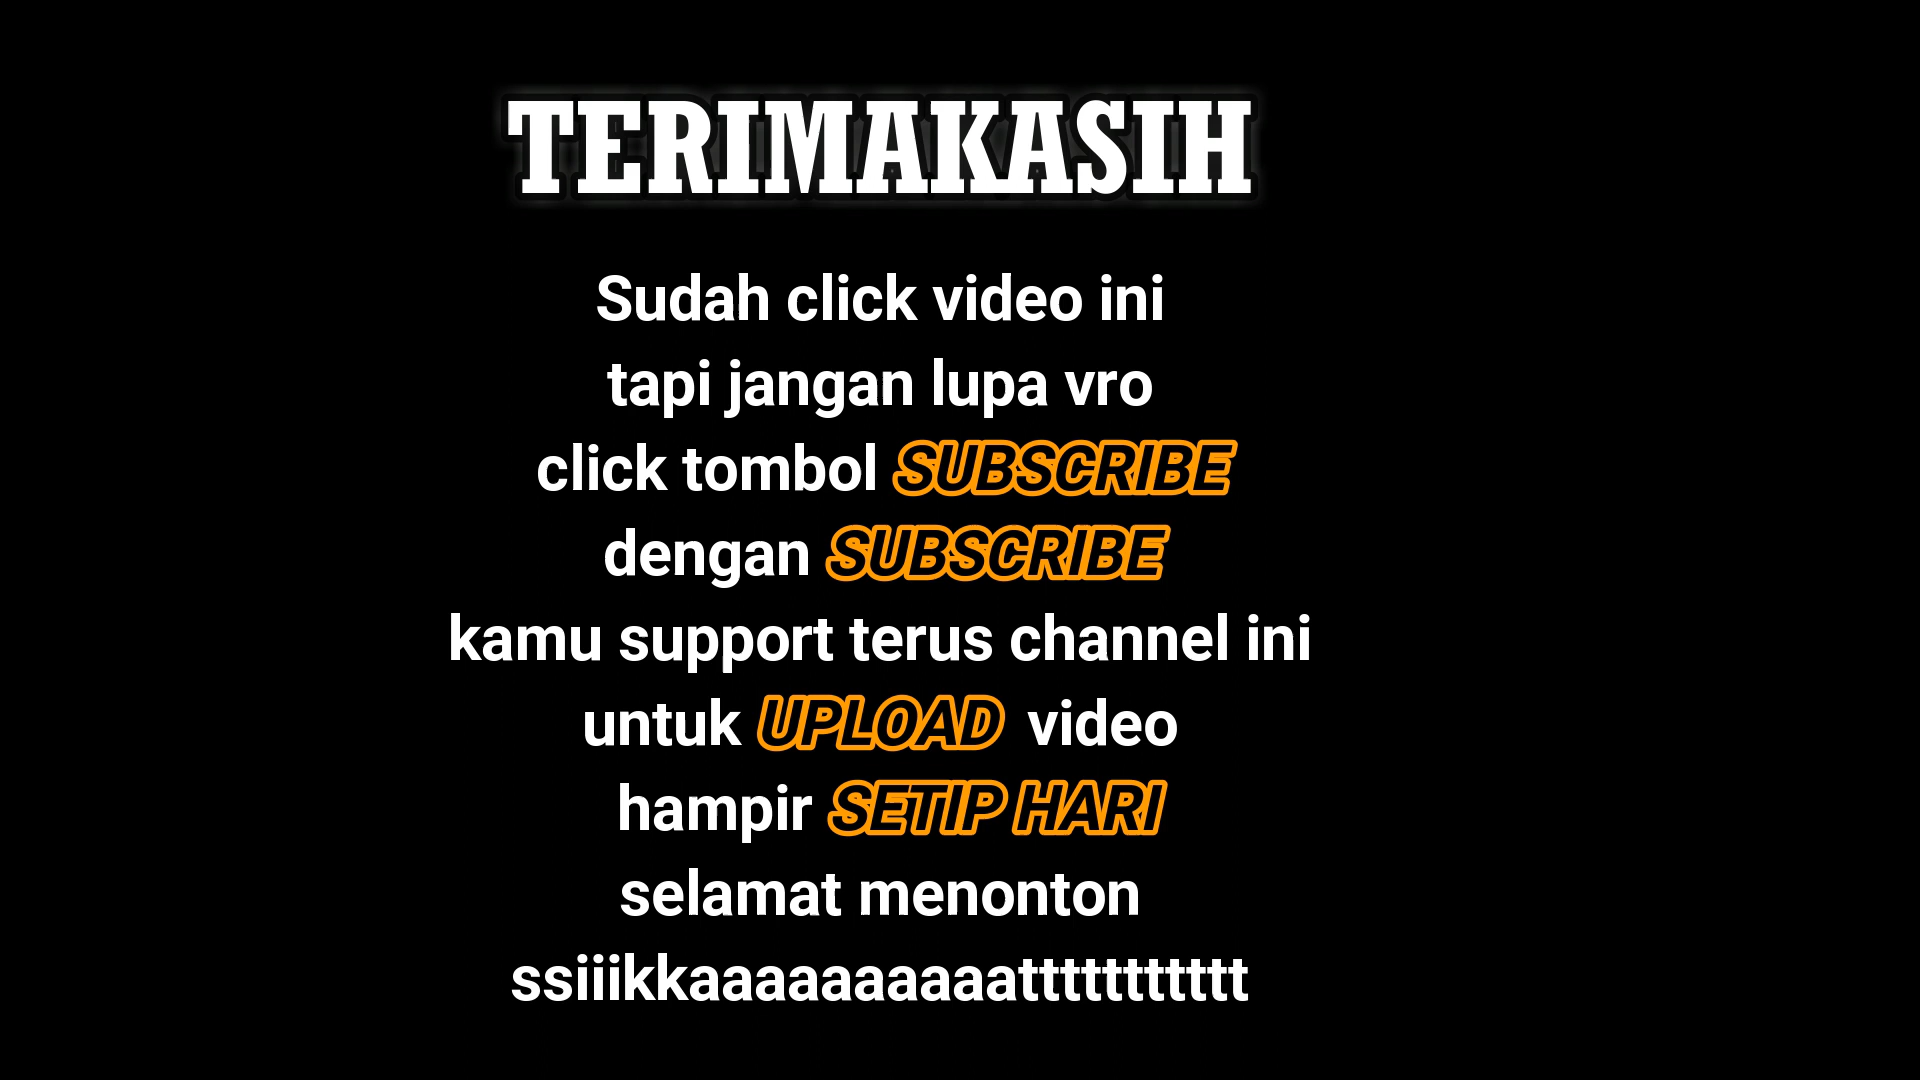 TERIMAKASIH
Sudah click video ini
tapi jangan lupa vro
click tombol SUBSCRIBE
dengan SUBSCRIBE
kamu support terus channel ini
untuk UPLOAD video
hampir SETIP HARI
selamat menonton
ssiiikkaaaaaaaaaattttttttttt